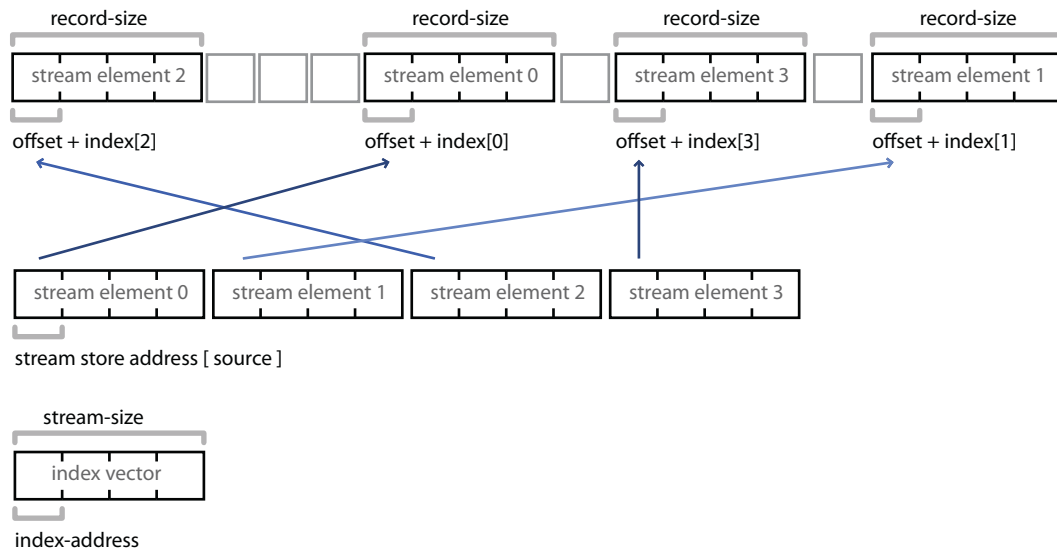 record-size record-size record-size record-size
stream element 2 stream element 0 stream element 3 stream element 1
offset + index[2] offset + index[0] offset + index[3] offset + index[1]
stream element 0 stream element 1 stream element 2 stream element 3
stream store address [ source ]
stream-size
index vector
index-address